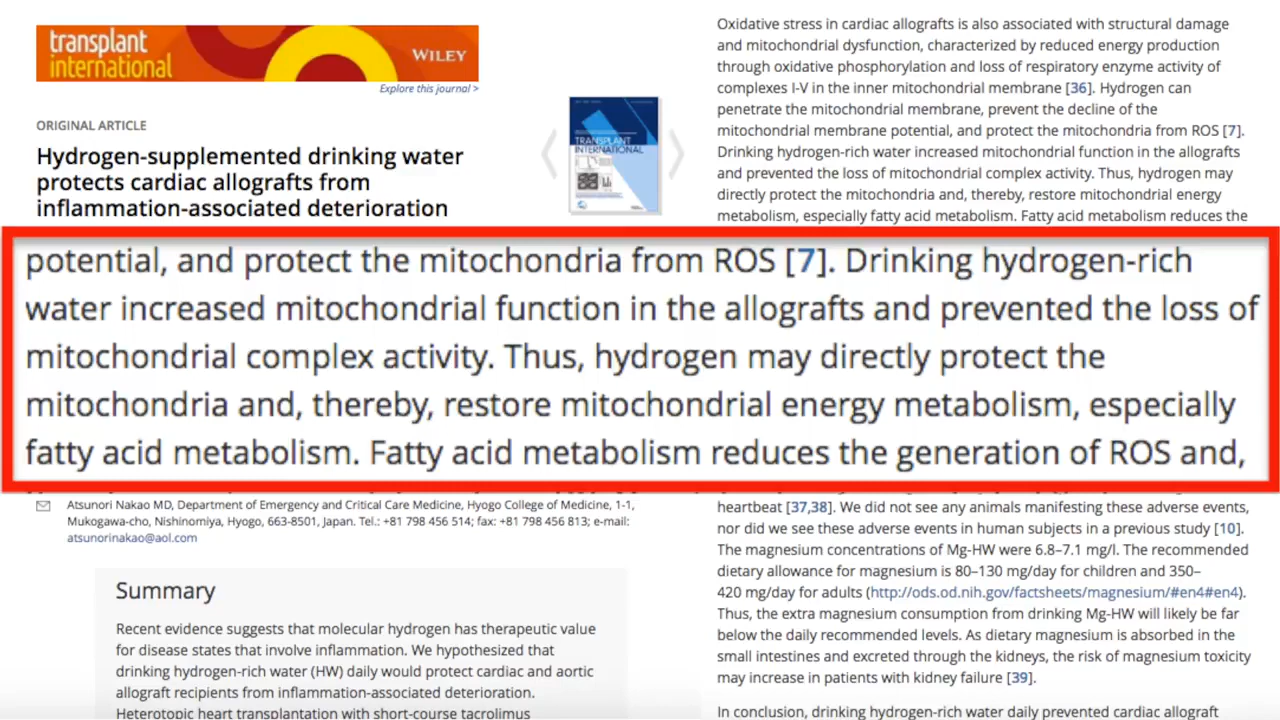 transplant
international
WILEY
Explore this journal >
ORIGINAL ARTICLE
Hydrogen-supplemented drinking water
protects cardiac allografts from
inflammation-associated deterioration
TRANSPLANT
INTERNATIONAL
Oxidative stress in cardiac allografts is also associated with structural damage
and mitochondrial dysfunction, characterized by reduced energy production
through oxidative phosphorylation and loss of respiratory enzyme activity of
complexes I-V in the inner mitochondrial membrane [36]. Hydrogen can
penetrate the mitochondrial membrane, prevent the decline of the
mitochondrial membrane potential, and protect the mitochondria from ROS [7].
Drinking hydrogen-rich water increased mitochondrial function in the allografts
and prevented the loss of mitochondrial complex activity. Thus, hydrogen may
directly protect the mitochondria and, thereby, restore mitochondrial energy
metabolism, especially fatty acid metabolism. Fatty acid metabolism reduces the
potential, and protect the mitochondria from ROS [7]. Drinking hydrogen-rich
water increased mitochondrial function in the allografts and prevented the loss of
mitochondrial complex activity. Thus, hydrogen may directly protect the
mitochondria and, thereby, restore mitochondrial energy metabolism, especially
fatty acid metabolism. Fatty acid metabolism reduces the generation of ROS and,
Atsunori Nakao MD, Department of Emergency and Critical Care Medicine, Hyogo College of Medicine, 1-1,
Mukogawa-cho, Nishinomiya, Hyogo, 663-8501, Japan. Tel.: +81 798 456 514; fax: +81 798 456 813; e-mail:
atsunorinakao@aol.com
Summary
Recent evidence suggests that molecular hydrogen has therapeutic value
for disease states that involve inflammation. We hypothesized that
drinking hydrogen-rich water (HW) daily would protect cardiac and aortic
allograft recipients from inflammation-associated deterioration.
Heterotopic heart transplantation with short-course tacrolimus
heartbeat [37,38]. We did not see any animals manifesting these adverse events,
nor did we see these adverse events in human subjects in a previous study [10].
The magnesium concentrations of Mg-HW were 6.8–7.1 mg/l. The recommended
dietary allowance for magnesium is 80–130 mg/day for children and 350–
420 mg/day for adults (http://ods.od.nih.gov/factsheets/magnesium/#en4#en4).
Thus, the extra magnesium consumption from drinking Mg-HW will likely be far
below the daily recommended levels. As dietary magnesium is absorbed in the
small intestines and excreted through the kidneys, the risk of magnesium toxicity
may increase in patients with kidney failure [39].
In conclusion, drinking hydrogen-rich water daily prevented cardiac allograft